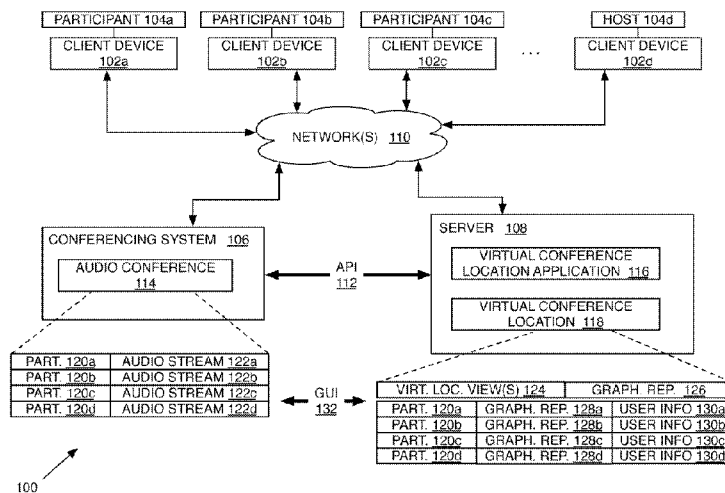 PARTICIPANT 104a
PARTICIPANT 104b
PARTICIPANT 104c
HOST 104d
CLIENT DEVICE
102a
CLIENT DEVICE
102b
CLIENT DEVICE
102c
...
CLIENT DEVICE
102d
NETWORK(S) 110
CONFERENCING SYSTEM 106
AUDIO CONFERENCE
114
API
112
SERVER 108
VIRTUAL CONFERENCE
LOCATION APPLICATION 116
VIRTUAL CONFERENCE
LOCATION 118
PART. 120a AUDIO STREAM 122a
PART. 120b AUDIO STREAM 122b
PART. 120c AUDIO STREAM 122c
PART. 120d AUDIO STREAM 122d
GUI
132
VIRT. LOC. VIEW(S) 124 GRAPH. REP. 126
PART. 120a GRAPH. REP. 128a USER INFO 130a
PART. 120b GRAPH. REP. 128b USER INFO 130b
PART. 120c GRAPH. REP. 128c USER INFO 130c
PART. 120d GRAPH. REP. 128d USER INFO 130d
100